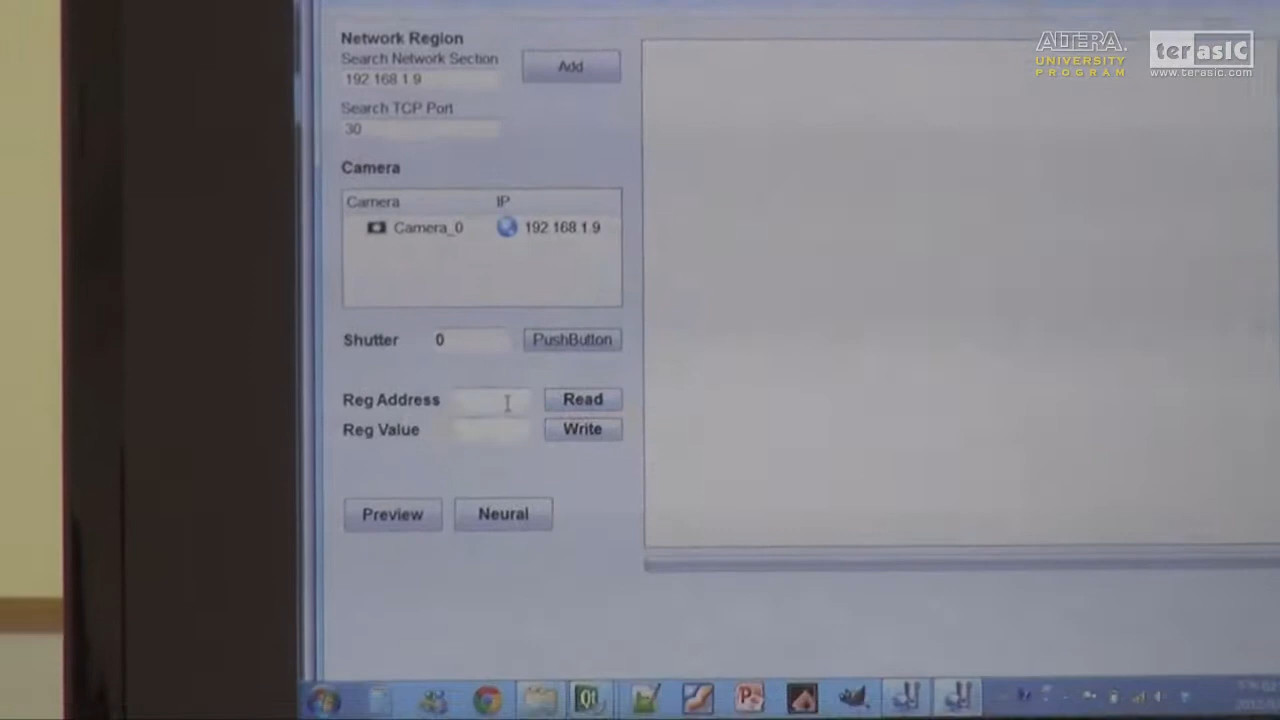 Network Region
Search Network Section
192 168 1 9
Add
Search TCP Port
30
Camera
Camera IP
Camera_0 192 168 1 9
Shutter 0 PushButton
Reg Address Read
Reg Value Write
Preview Neural
ALTERA
UNIVERSITY
PROGRAM
terasIC
www.terasic.com
Qt